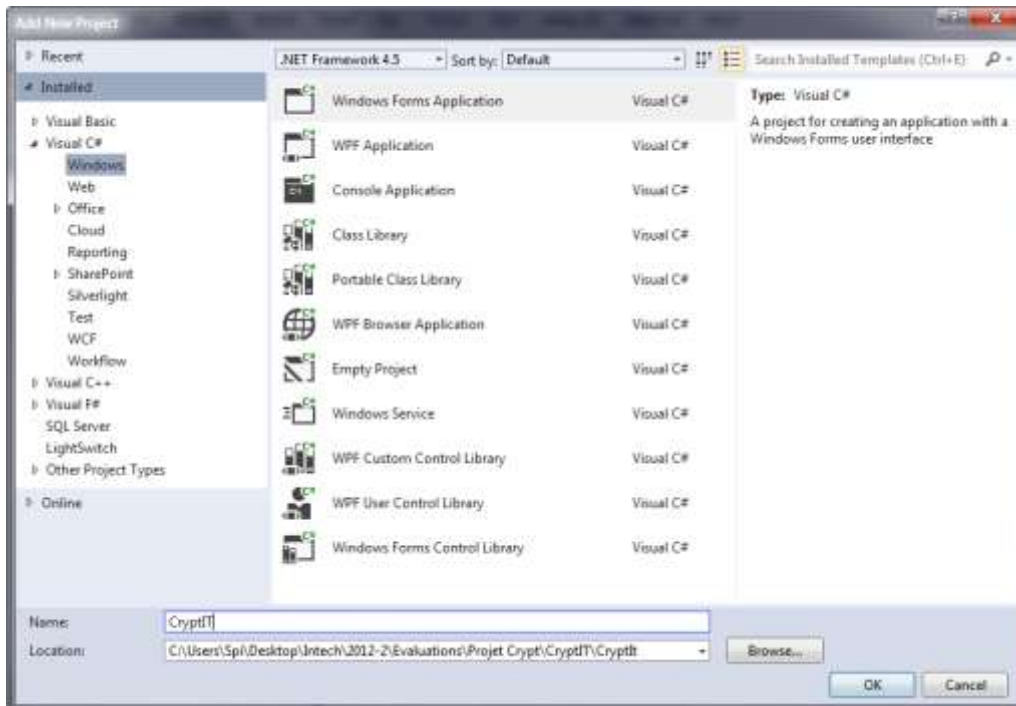 Add New Project
Recent
.NET Framework 4.5
Sort by: Default
Search Installed Templates (Ctrl+E)
Installed
Visual Basic
Visual C#
Windows
Web
Office
Cloud
Reporting
SharePoint
Silverlight
Test
WCF
Workflow
Visual C++
Visual F#
SQL Server
LightSwitch
Other Project Types
Online
Windows Forms Application Visual C#
WPF Application Visual C#
Console Application Visual C#
Class Library Visual C#
Portable Class Library Visual C#
WPF Browser Application Visual C#
Empty Project Visual C#
Windows Service Visual C#
WPF Custom Control Library Visual C#
WPF User Control Library Visual C#
Windows Forms Control Library Visual C#
Type: Visual C#
A project for creating an application with a
Windows Forms user interface
Name: CryptIT
Location: C:\Users\Spi\Desktop\Intech\2012-2\Evaluations\Projet Crypt\CryptIT\CryptIt
Browse...
OK Cancel